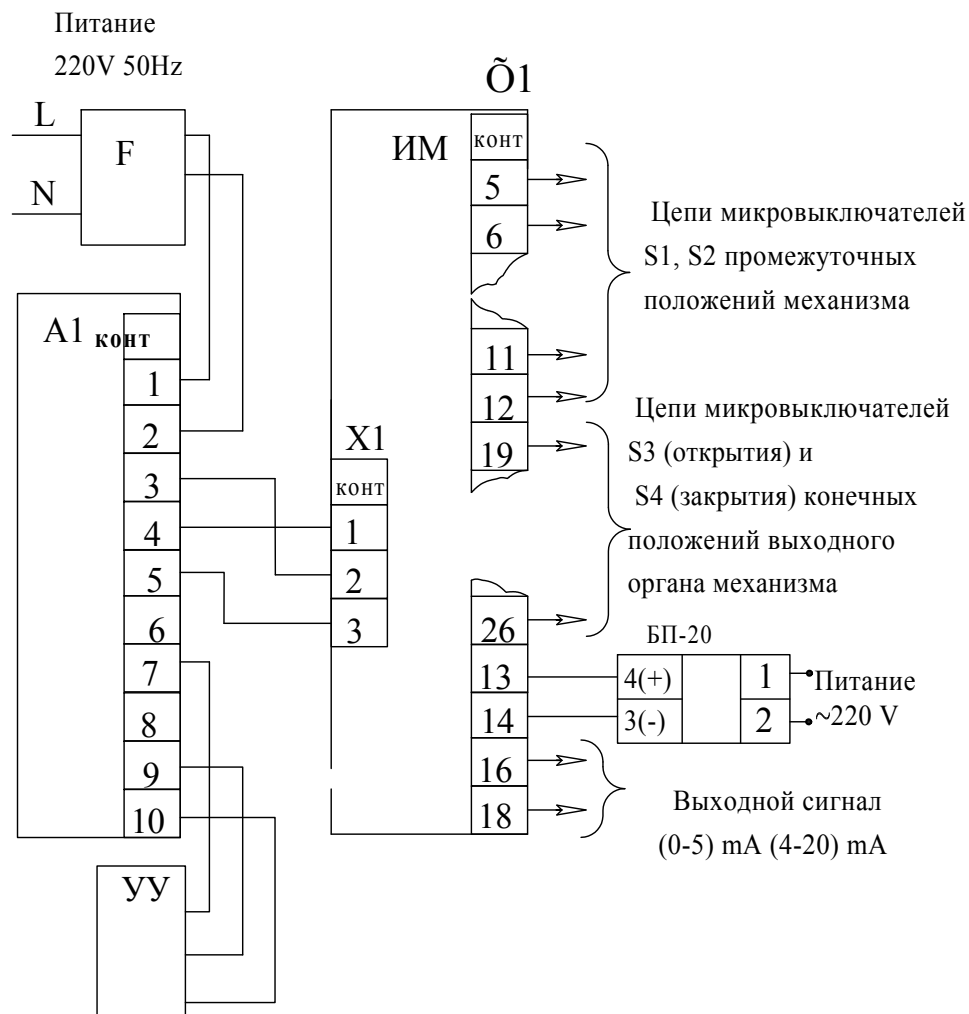 Питание
220V 50Hz
L
N
F
А1 конт
1
2
3
4
5
6
7
8
9
10
УУ
Х1
конт
1
2
3
Õ1
ИМ
конт
5
6
11
12
19
26
13
14
16
18
Цепи микровыключателей
S1, S2 промежуточных
положений механизма
Цепи микровыключателей
S3 (открытия) и
S4 (закрытия) конечных
положений выходного
органа механизма
БП-20
4(+)
3(-)
1
2
Питание
~220 V
Выходной сигнал
(0-5) mA (4-20) mA